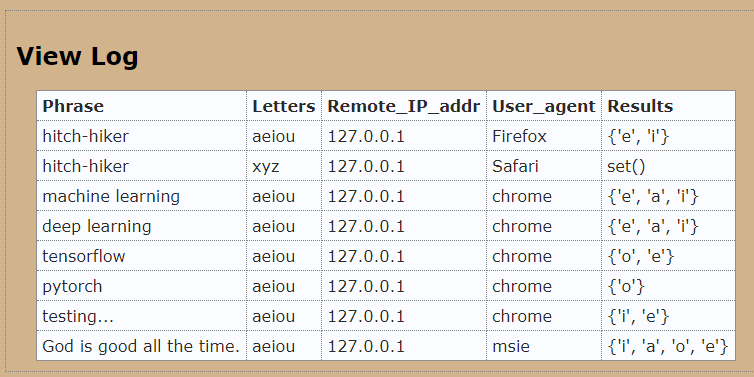 View Log
Phrase Letters Remote_IP_addr User_agent Results
hitch-hiker aeiou 127.0.0.1 Firefox {'e', 'i'}
hitch-hiker xyz 127.0.0.1 Safari set()
machine learning aeiou 127.0.0.1 chrome {'e', 'a', 'i'}
deep learning aeiou 127.0.0.1 chrome {'e', 'a', 'i'}
tensorflow aeiou 127.0.0.1 chrome {'o', 'e'}
pytorch aeiou 127.0.0.1 chrome {'o'}
testing... aeiou 127.0.0.1 chrome {'i', 'e'}
God is good all the time. aeiou 127.0.0.1 msie {'i', 'a', 'o', 'e'}